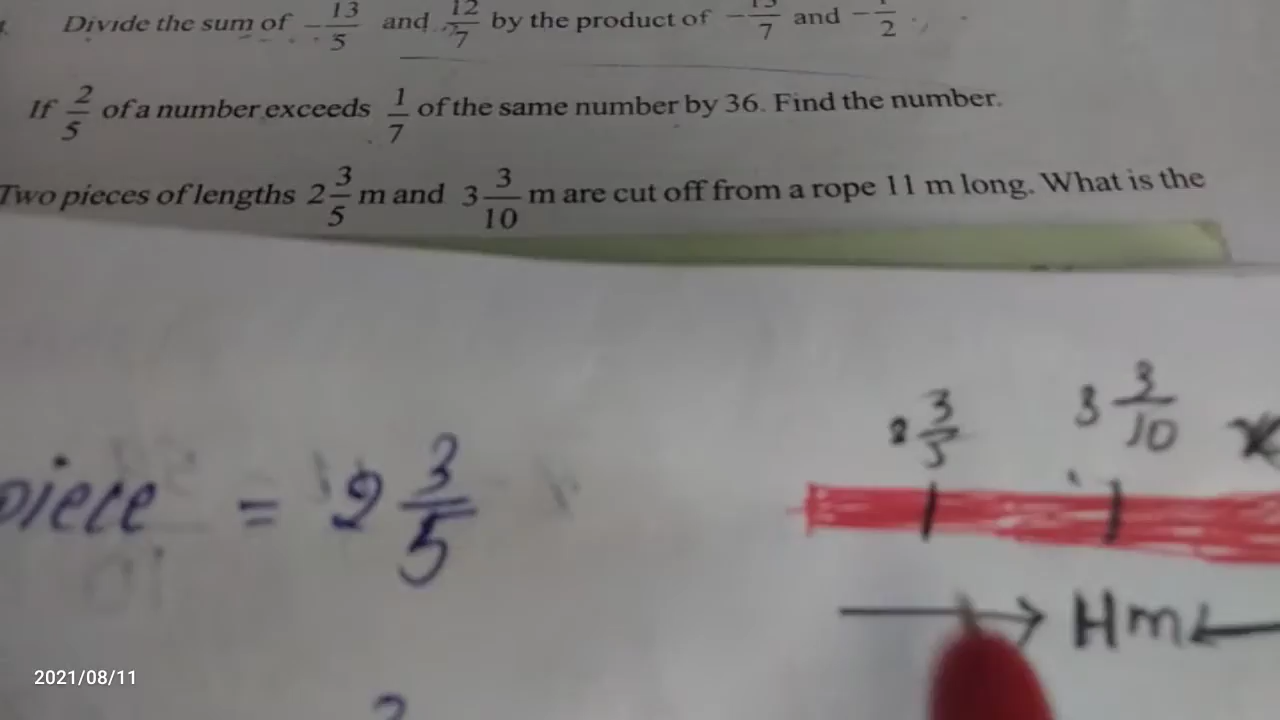 Divide the sum of -13/5 and 12/7 by the product of - /7 and - /2.
If 2/5 of a number exceeds 1/7 of the same number by 36. Find the number.
Two pieces of lengths 2 3/5 m and 3 3/10 m are cut off from a rope 11 m long. What is the
2 3/5 3 3/10
piece = 2 3/5
11m
2021/08/11